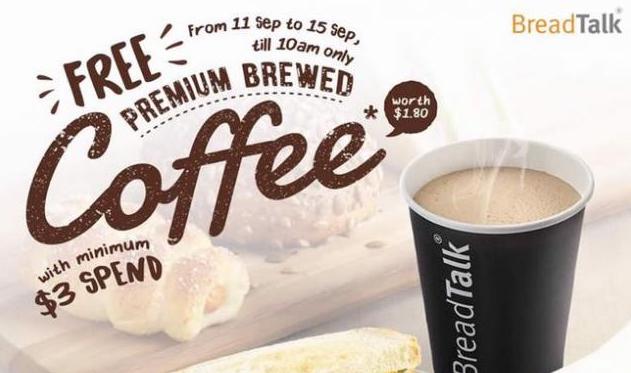 BreadTalk®
FREE
From 11 Sep to 15 Sep,
till 10am only
PREMIUM BREWED
Coffee*
worth
$1.80
with minimum
$3 SPEND
BreadTalk®